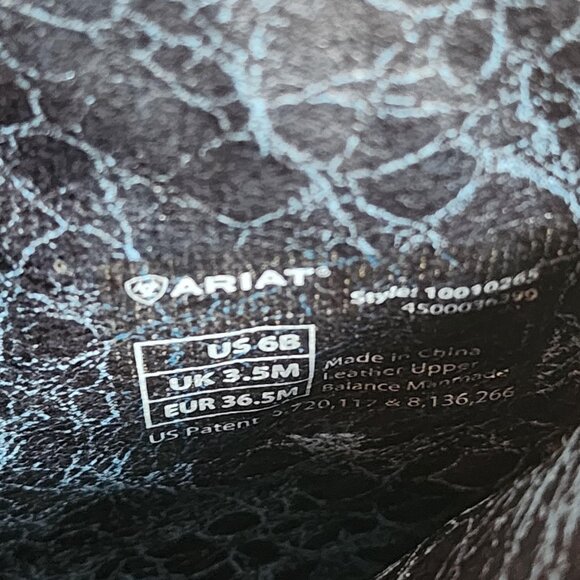 ARIAT®
Style: 10010265
US 6B
UK 3.5M
EUR 36.5M
Made in China
Leather Upper
Balance Manmade
US Patent & 8,136,266